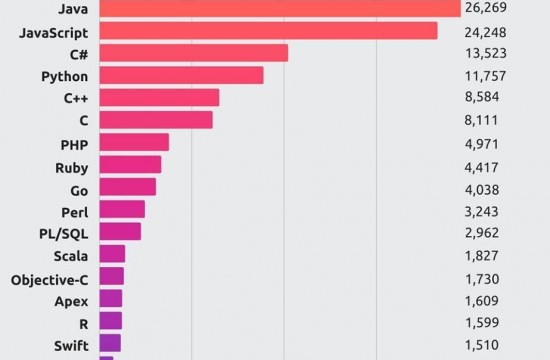 Java 26,269
JavaScript 24,248
C# 13,523
Python 11,757
C++ 8,584
C 8,111
PHP 4,971
Ruby 4,417
Go 4,038
Perl 3,243
PL/SQL 2,962
Scala 1,827
Objective-C 1,730
Apex 1,609
R 1,599
Swift 1,510